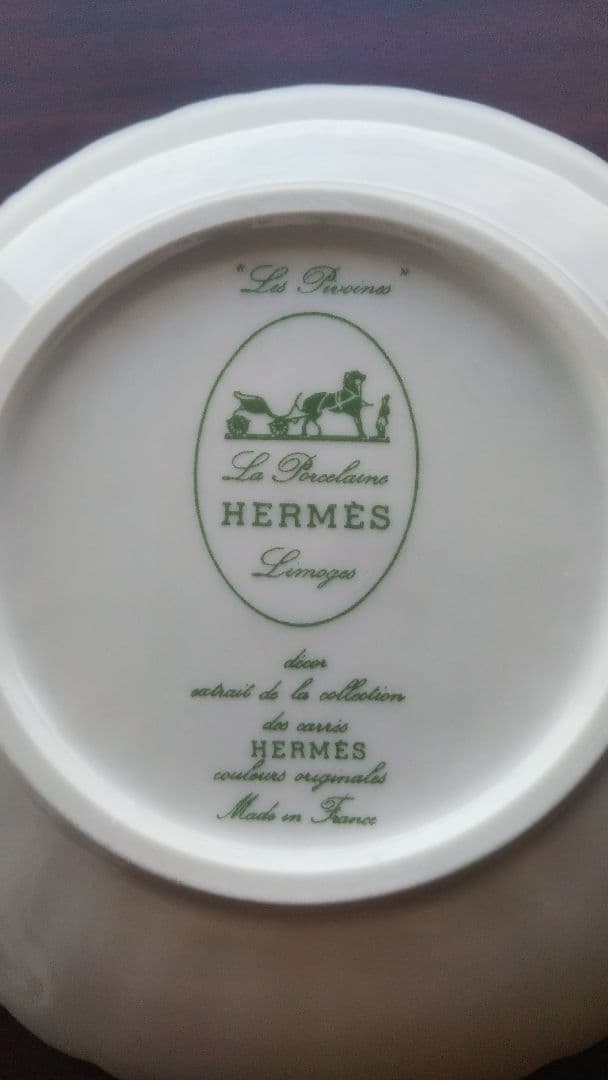 "Les Pivoines"
La Porcelaine
HERMÈS
Limoges
décor
extrait de la collection
des carrés
HERMÈS
couleurs originales
Made in France